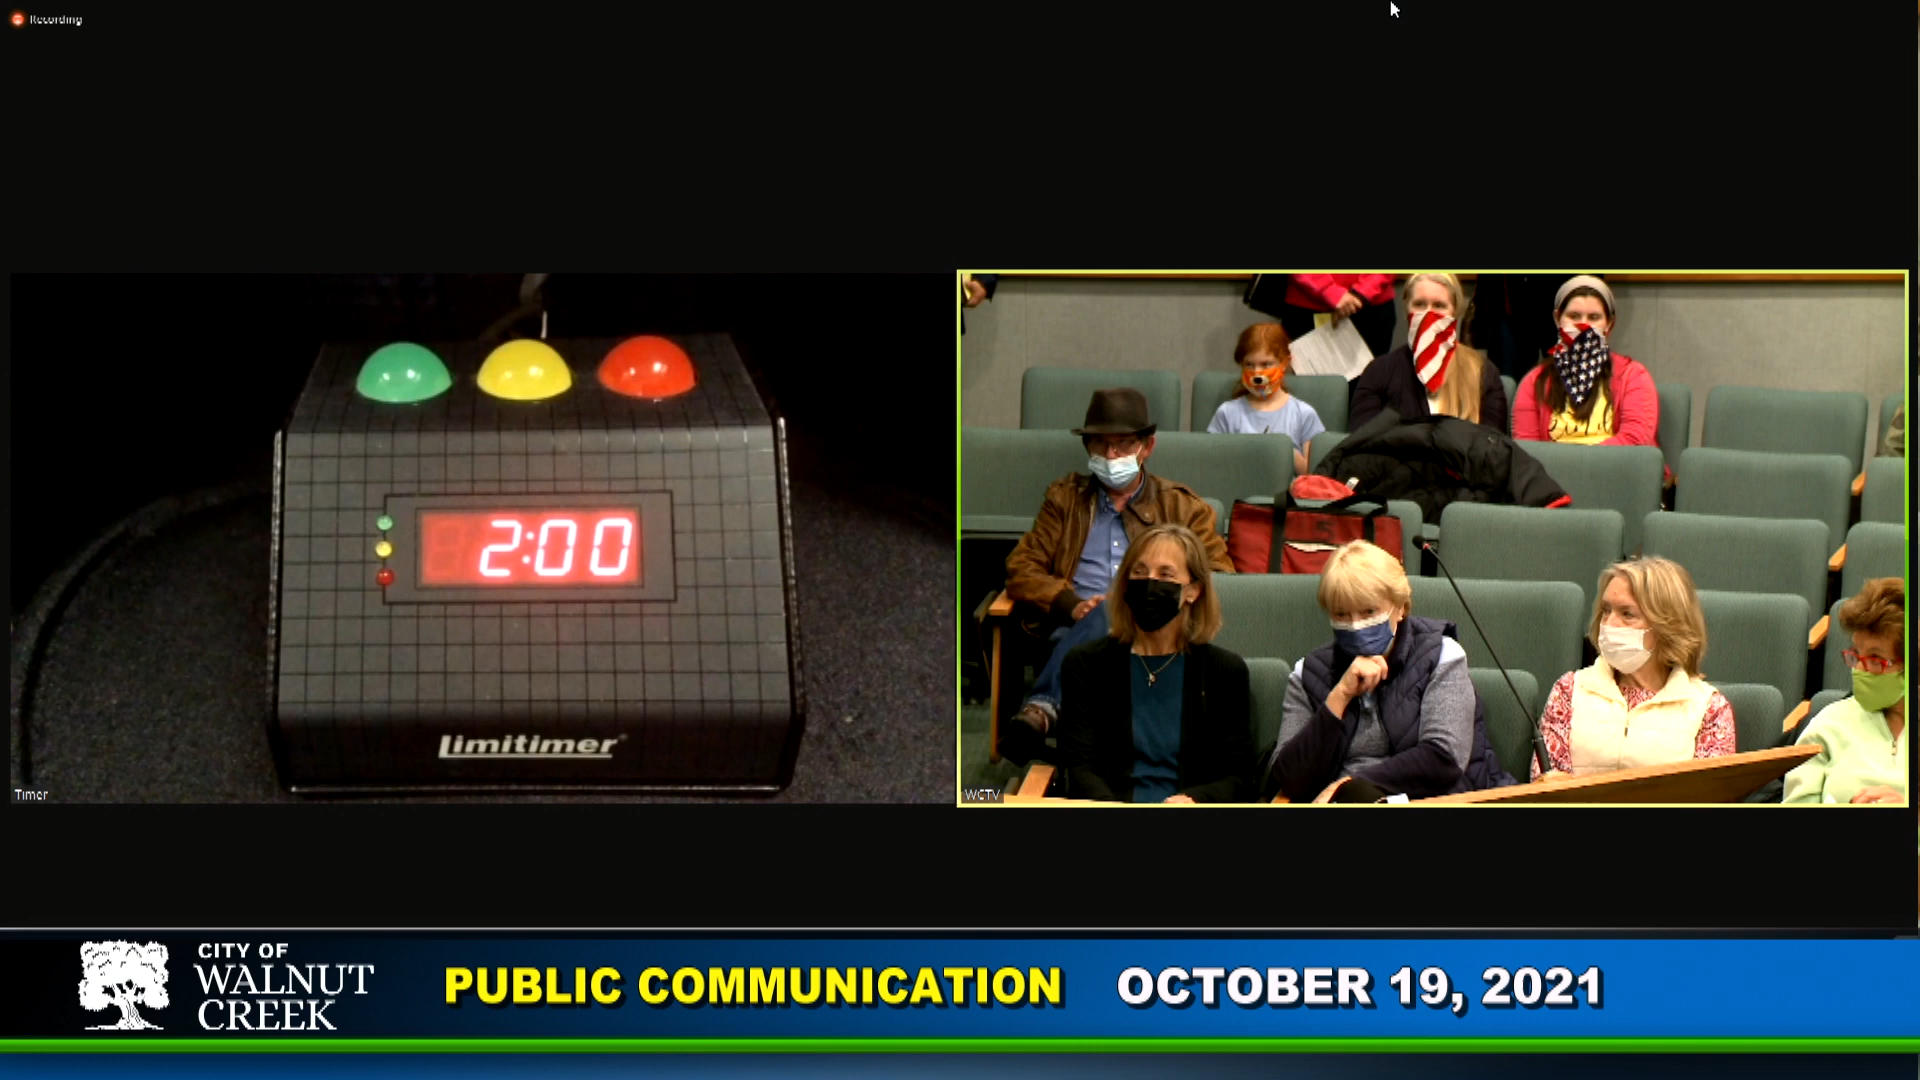 Recording
2:00
Limitimer
Timer
WCTV
CITY OF
WALNUT
CREEK
PUBLIC COMMUNICATION OCTOBER 19, 2021